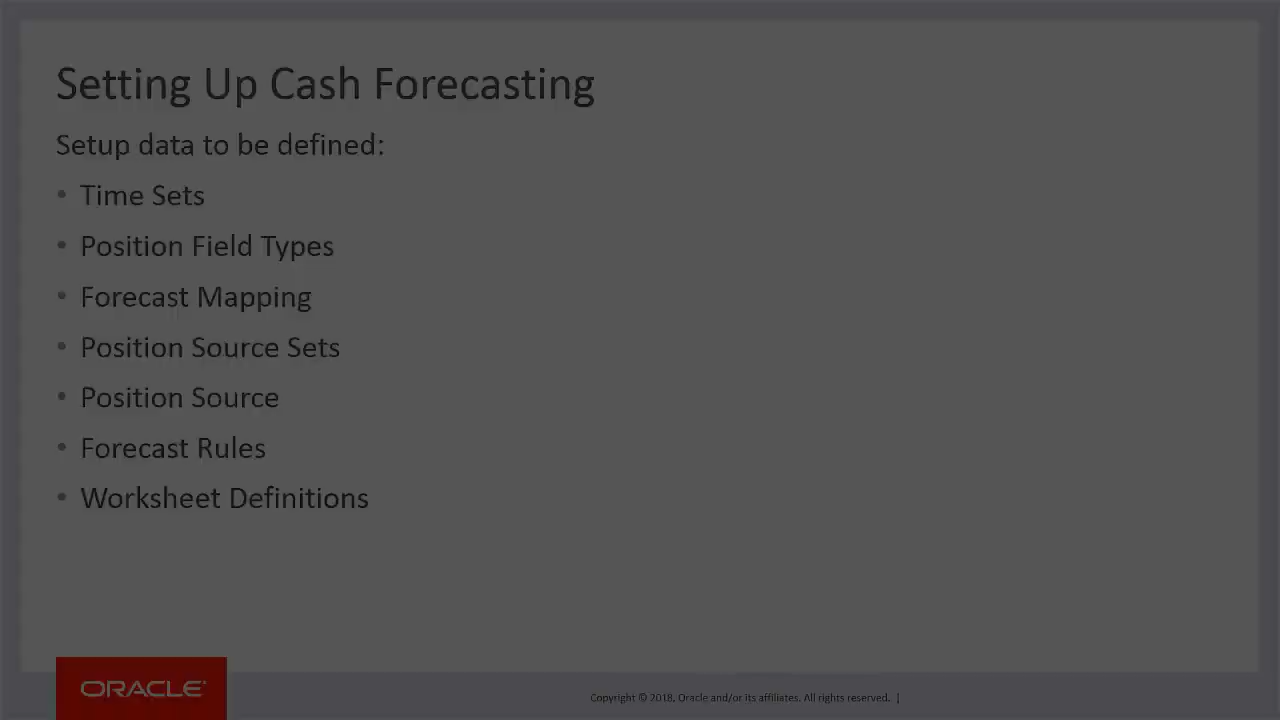 Setting Up Cash Forecasting
Setup data to be defined:
• Time Sets
• Position Field Types
• Forecast Mapping
• Position Source Sets
• Position Source
• Forecast Rules
• Worksheet Definitions
ORACLE®
Copyright © 2018, Oracle and/or its affiliates. All rights reserved. |